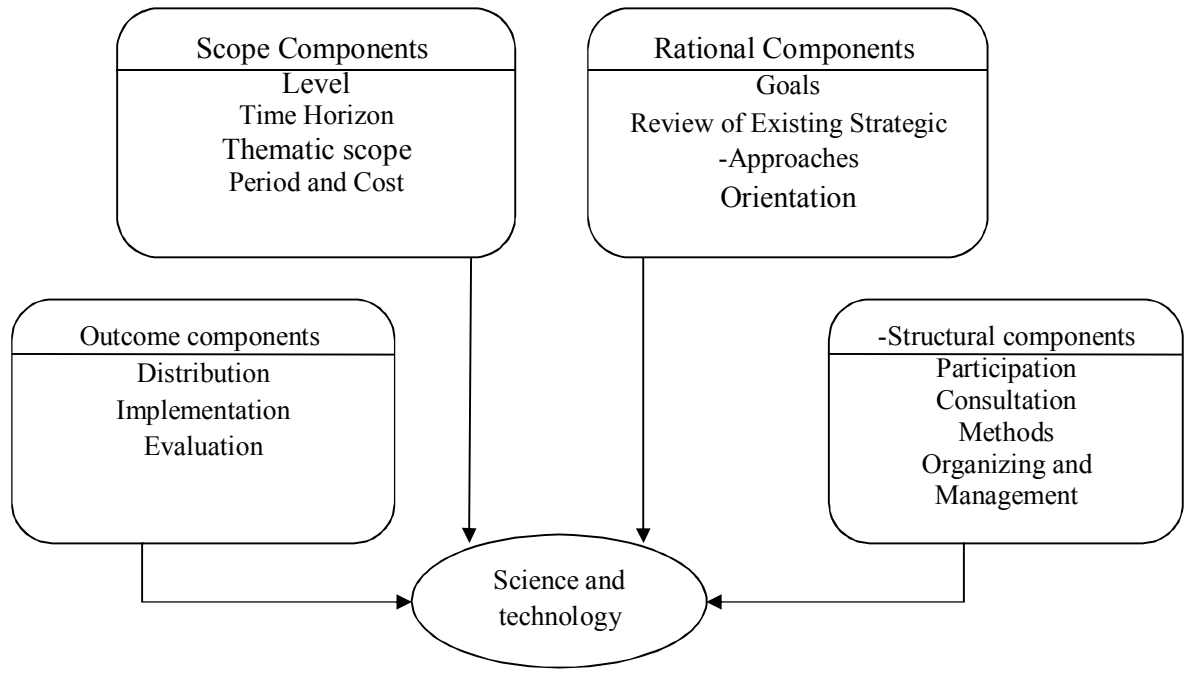 Scope Components
Level
Time Horizon
Thematic scope
Period and Cost
Rational Components
Goals
Review of Existing Strategic
-Approaches
Orientation
Outcome components
Distribution
Implementation
Evaluation
-Structural components
Participation
Consultation
Methods
Organizing and
Management
Science and
technology